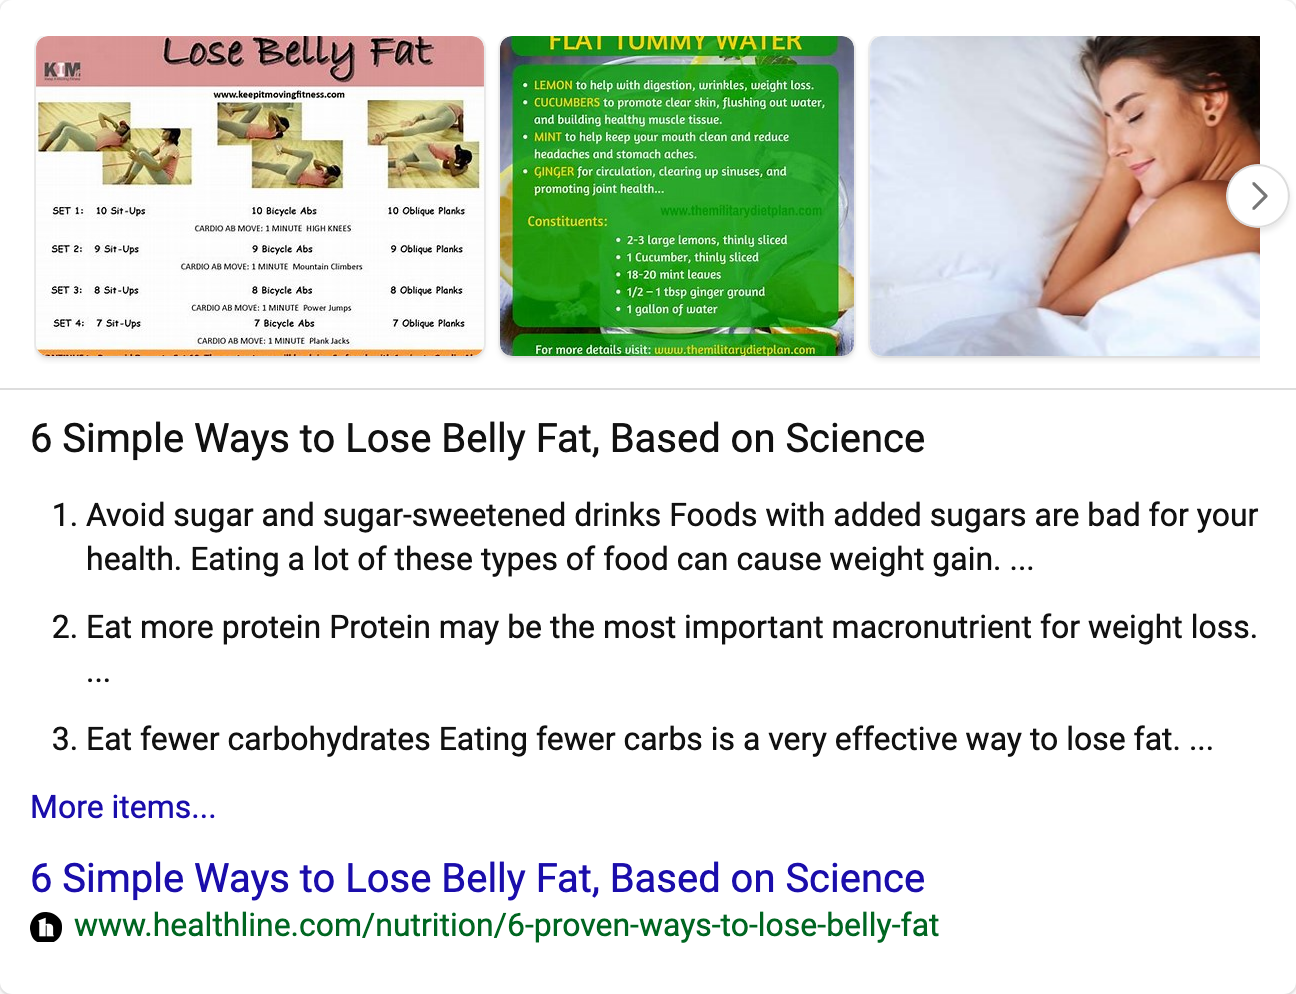 Lose Belly Fat
KIM
www.keepitmovingfitness.com
SET 1: 10 Sit-Ups 10 Bicycle Abs 10 Oblique Planks
CARDIO AB MOVE: 1 MINUTE HIGH KNEES
SET 2: 9 Sit-Ups 9 Bicycle Abs 9 Oblique Planks
CARDIO AB MOVE: 1 MINUTE Mountain Climbers
SET 3: 8 Sit-Ups 8 Bicycle Abs 8 Oblique Planks
CARDIO AB MOVE: 1 MINUTE Power Jumps
SET 4: 7 Sit-Ups 7 Bicycle Abs 7 Oblique Planks
CARDIO AB MOVE: 1 MINUTE Plank Jacks
FLAT TUMMY WATER
• LEMON to help with digestion, wrinkles, weight loss.
• CUCUMBERS to promote clear skin, flushing out water,
and building healthy muscle tissue.
• MINT to help keep your mouth clean and reduce
headaches and stomach aches.
• GINGER for circulation, clearing up sinuses, and
promoting joint health...
www.themilitarydietplan.com
Constituents:
• 2-3 large lemons, thinly sliced
• 1 Cucumber, thinly sliced
• 18-20 mint leaves
• 1/2 – 1 tbsp ginger ground
• 1 gallon of water
For more details visit: www.themilitarydietplan.com
6 Simple Ways to Lose Belly Fat, Based on Science
1. Avoid sugar and sugar-sweetened drinks Foods with added sugars are bad for your
health. Eating a lot of these types of food can cause weight gain. ...
2. Eat more protein Protein may be the most important macronutrient for weight loss.
...
3. Eat fewer carbohydrates Eating fewer carbs is a very effective way to lose fat. ...
More items...
6 Simple Ways to Lose Belly Fat, Based on Science
h www.healthline.com/nutrition/6-proven-ways-to-lose-belly-fat